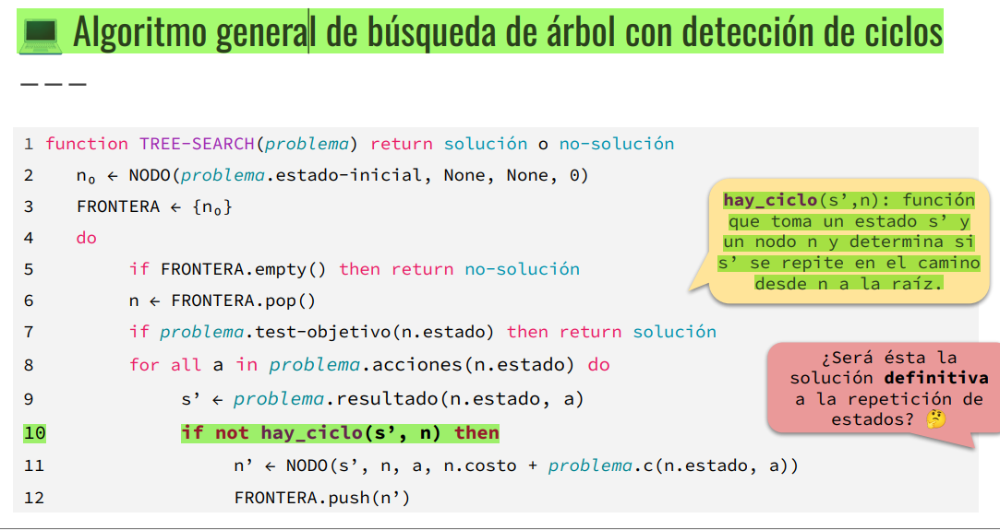 Algoritmo general de búsqueda de árbol con detección de ciclos
1 function TREE-SEARCH(problema) return solución o no-solución
2 n₀ ← NODO(problema.estado-inicial, None, None, 0)
3 FRONTERA ← {n₀}
4 do
5 if FRONTERA.empty() then return no-solución
6 n ← FRONTERA.pop()
7 if problema.test-objetivo(n.estado) then return solución
8 for all a in problema.acciones(n.estado) do
9 s’ ← problema.resultado(n.estado, a)
10 if not hay_ciclo(s’, n) then
11 n’ ← NODO(s’, n, a, n.costo + problema.c(n.estado, a))
12 FRONTERA.push(n’)
hay_ciclo(s’,n): función
que toma un estado s’ y
un nodo n y determina si
s’ se repite en el camino
desde n a la raíz.
¿Será ésta la
solución definitiva
a la repetición de
estados? 🤔